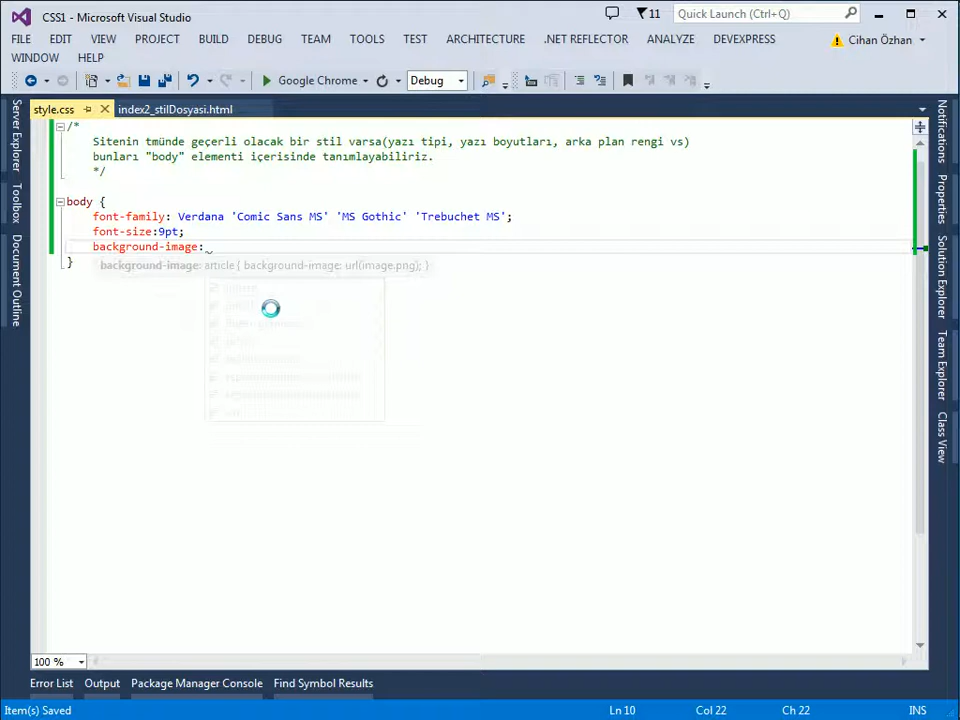 CSS1 - Microsoft Visual Studio
11
Quick Launch (Ctrl+Q)
FILE EDIT VIEW PROJECT BUILD DEBUG TEAM TOOLS TEST ARCHITECTURE .NET REFLECTOR ANALYZE DEVEXPRESS
Cihan Özhan
WINDOW HELP
Google Chrome
Debug
style.css
index2_stilDosyasi.html
/*
Sitenin tmünde geçerli olacak bir stil varsa(yazı tipi, yazı boyutları, arka plan rengi vs)
bunları "body" elementi içerisinde tanımlayabiliriz.
*/
body {
font-family: Verdana 'Comic Sans MS' 'MS Gothic' 'Trebuchet MS';
font-size:9pt;
background-image:
}
background-image: article { background-image: url(image.png); }
Server Explorer
Toolbox
Document Outline
Notifications
Properties
Solution Explorer
Team Explorer
Class View
100 %
Error List Output Package Manager Console Find Symbol Results
Item(s) Saved
Ln 10
Col 22
Ch 22
INS